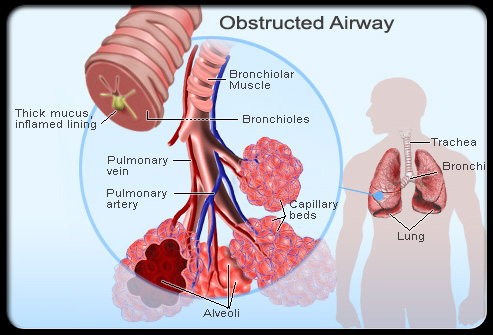 Obstructed Airway
Bronchiolar
Muscle
Thick mucus
inflamed lining
Bronchioles
Trachea
Bronchi
Pulmonary
vein
Pulmonary
artery
Capillary
beds
Lung
Alveoli